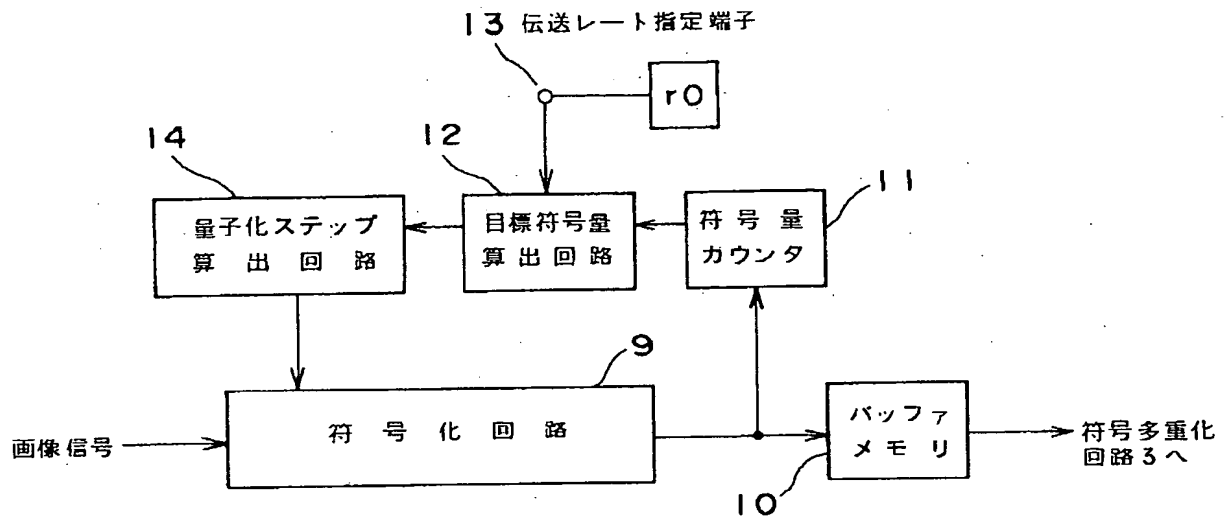 13 伝送レート指定端子
r0
14
12
11
量子化ステップ
算出回路
目標符号量
算出回路
符号量
カウンタ
9
画像信号
符号化回路
バッファ
メモリ
符号多重化
回路3へ
10